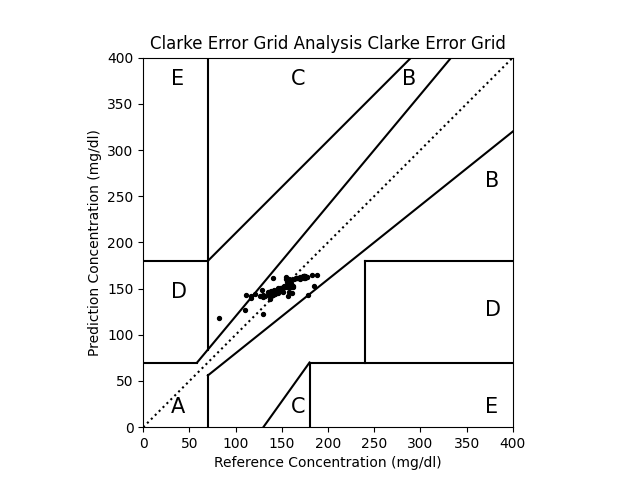 Clarke Error Grid Analysis Clarke Error Grid
Prediction Concentration (mg/dl)
400
350
300
250
200
150
100
50
0
E
C
B
B
D
D
A
C
E
0 50 100 150 200 250 300 350 400
Reference Concentration (mg/dl)